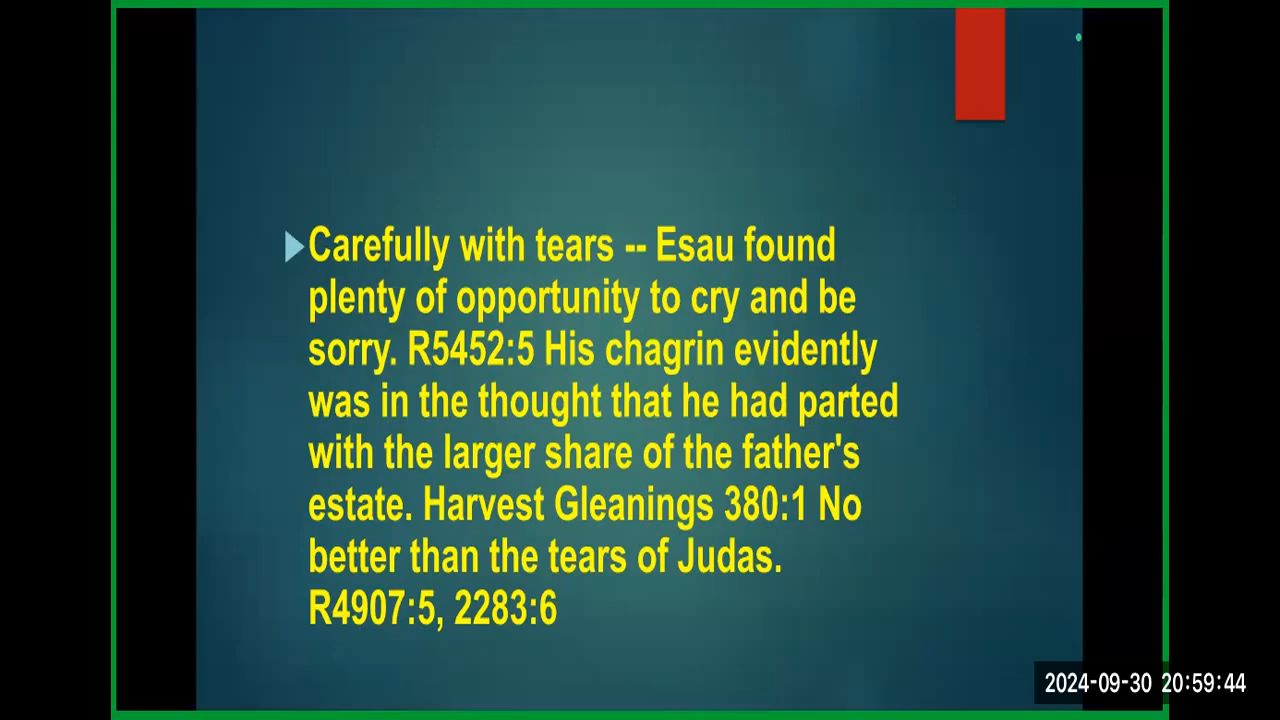 Carefully with tears -- Esau found
plenty of opportunity to cry and be
sorry. R5452:5 His chagrin evidently
was in the thought that he had parted
with the larger share of the father's
estate. Harvest Gleanings 380:1 No
better than the tears of Judas.
R4907:5, 2283:6
2024-09-30 20:59:44